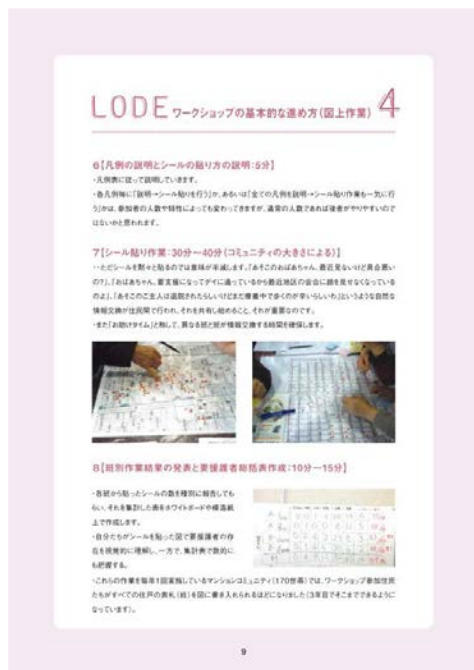 LODE ワークショップの基本的な進め方(図上作業) 4
6【凡例の説明とシールの貼り方の説明:5分】
・凡例表に従って説明していきます。
・各凡例毎に「説明→シール貼りを行う」か、あるいは「全ての凡例を説明→シール貼り作業も一気に行
う」かは、参加者の人数や特性によっても変わってきますが、通常の人数であれば後者がやりやすいので
はないかと思われます。
7【シール貼り作業:30分~40分(コミュニティの大きさによる)】
・ただシールを黙々と貼るのでは意味が半減します。「あそこのおばあちゃん、最近見ないけど具合悪い
の?」、「おばあちゃん、要支援になってデイに通っているから最近地区の会合に顔を見せなくなっている
のよ」、「あそこのご主人は退院されたらしいけどまだ療養中で歩くのが辛いらしいわ」というような自然な
情報交換が住民間で行われ、それを共有し始めること、それが重要なのです。
・また「お助けタイム」と称して、異なる班と班が情報交換する時間を確保します。
8【班別作業結果の発表と要援護者総括表作成:10分~15分】
・各班から貼ったシールの数を種別に報告しても
らい、それを集計した表をホワイトボードや模造紙
上で作成します。
・自分たちがシールを貼った図で要援護者の存
在を視覚的に理解し、一方で、集計表で数的に
も把握する。
・これらの作業を毎年1回実施しているマンションコミュニティ(170世帯)では、ワークショップ参加住民
たちがすべての住戸の表札(姓)を図に書き入れられるほどになりました(3年目でそこまでできるように
なっています)。
9